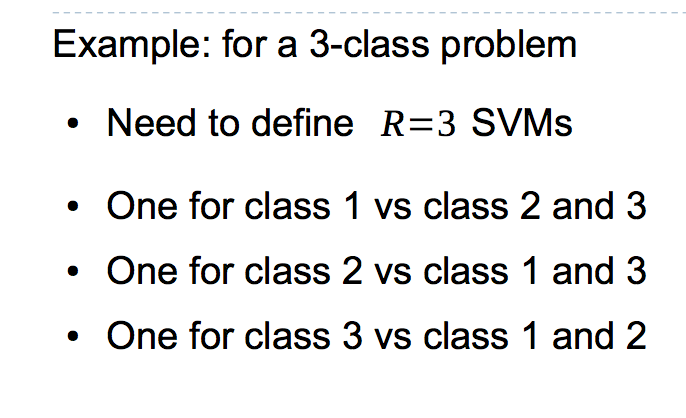 Example: for a 3-class problem
• Need to define R=3 SVMs
• One for class 1 vs class 2 and 3
• One for class 2 vs class 1 and 3
• One for class 3 vs class 1 and 2